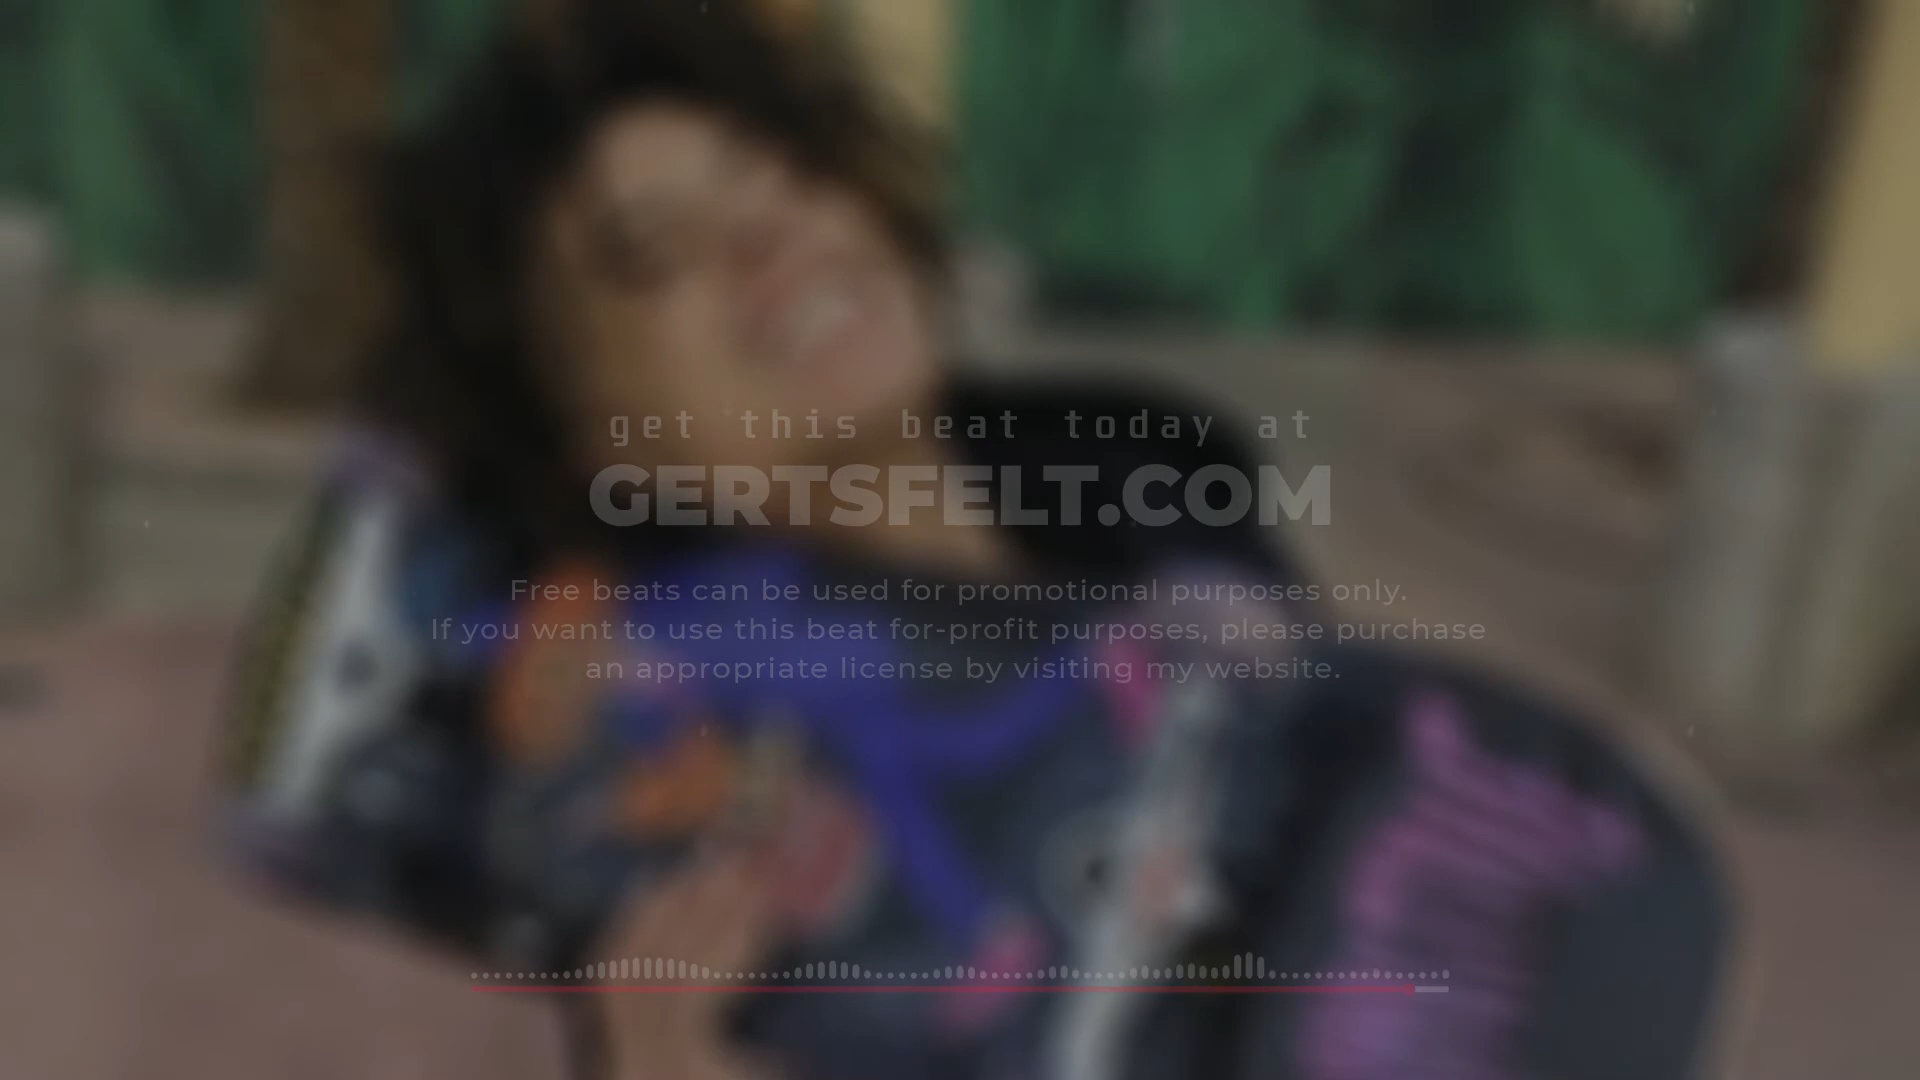 get this beat today at
GERTSFELT.COM
Free beats can be used for promotional purposes only.
If you want to use this beat for-profit purposes, please purchase
an appropriate license by visiting my website.